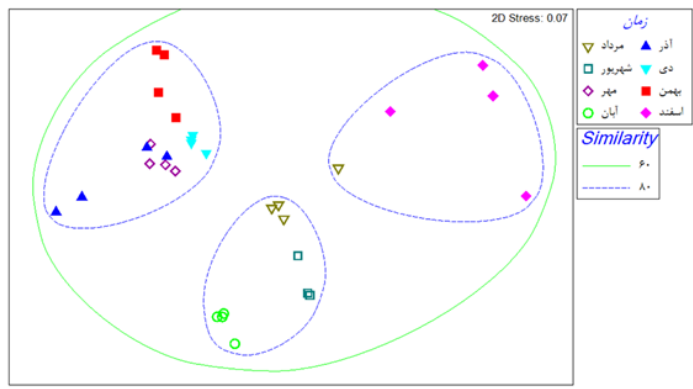 2D Stress: 0.07
زمان
مرداد
آذر
شهریور
دی
مهر
بهمن
آبان
اسفند
Similarity
۶۰
۸۰